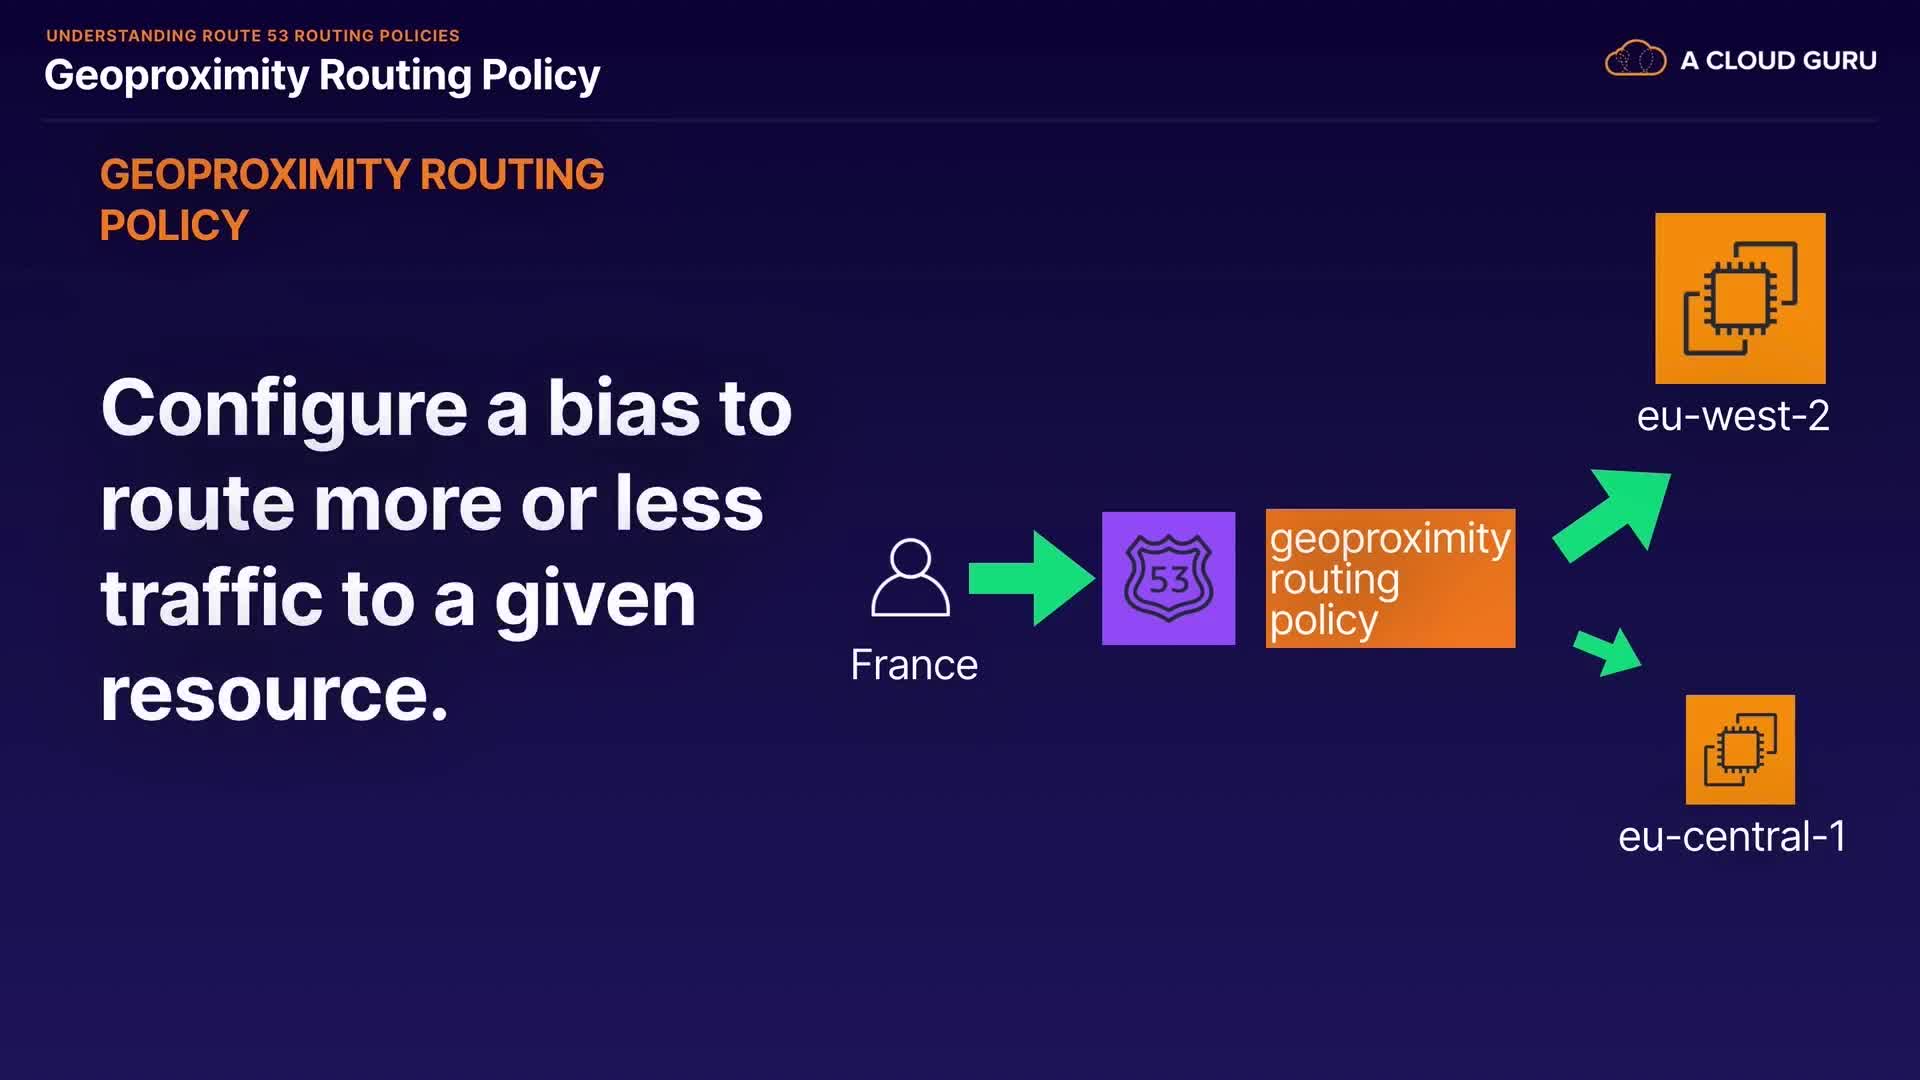 UNDERSTANDING ROUTE 53 ROUTING POLICIES
Geoproximity Routing Policy
A CLOUD GURU
GEOPROXIMITY ROUTING
POLICY
Configure a bias to
route more or less
traffic to a given
resource.
France
53
geoproximity
routing
policy
eu-west-2
eu-central-1